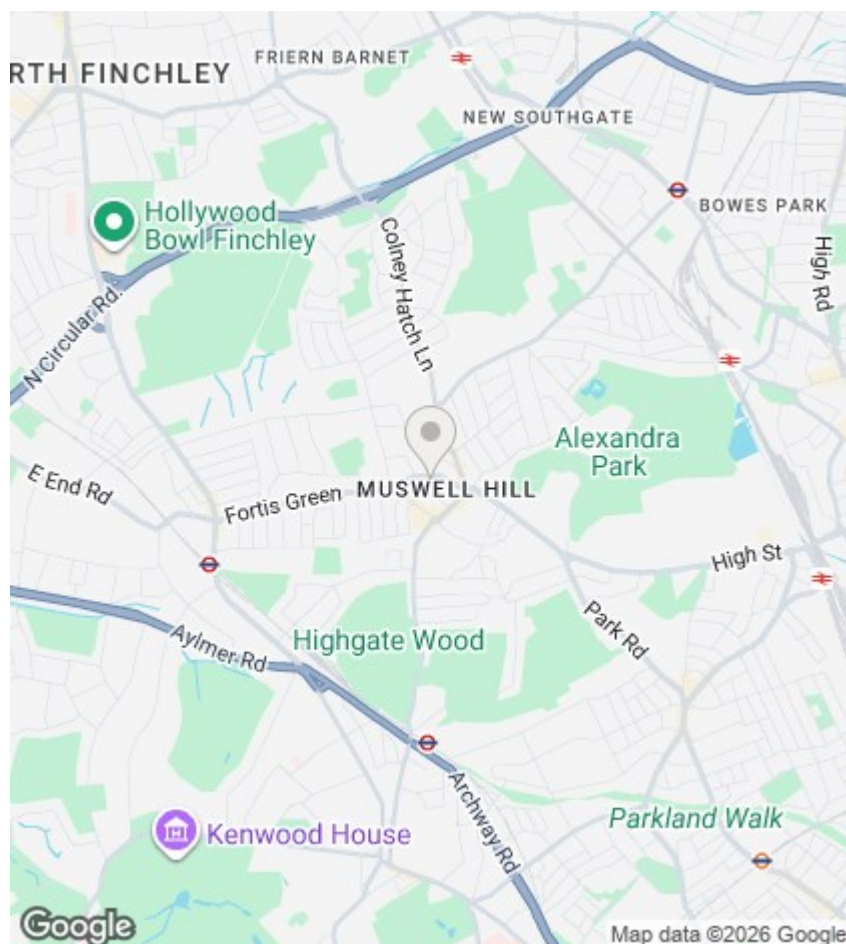 FRIERN BARNET
RTH FINCHLEY
NEW SOUTHGATE
BOWES PARK
Hollywood
Bowl Finchley
Colney Hatch Ln
High Rd
N Circular Rd.
Alexandra
Park
E End Rd
Fortis Green
MUSWELL HILL
High St
Park Rd
Highgate Wood
Aylmer Rd
Archway Rd
Parkland Walk
Kenwood House
Google
Map data ©2026 Google